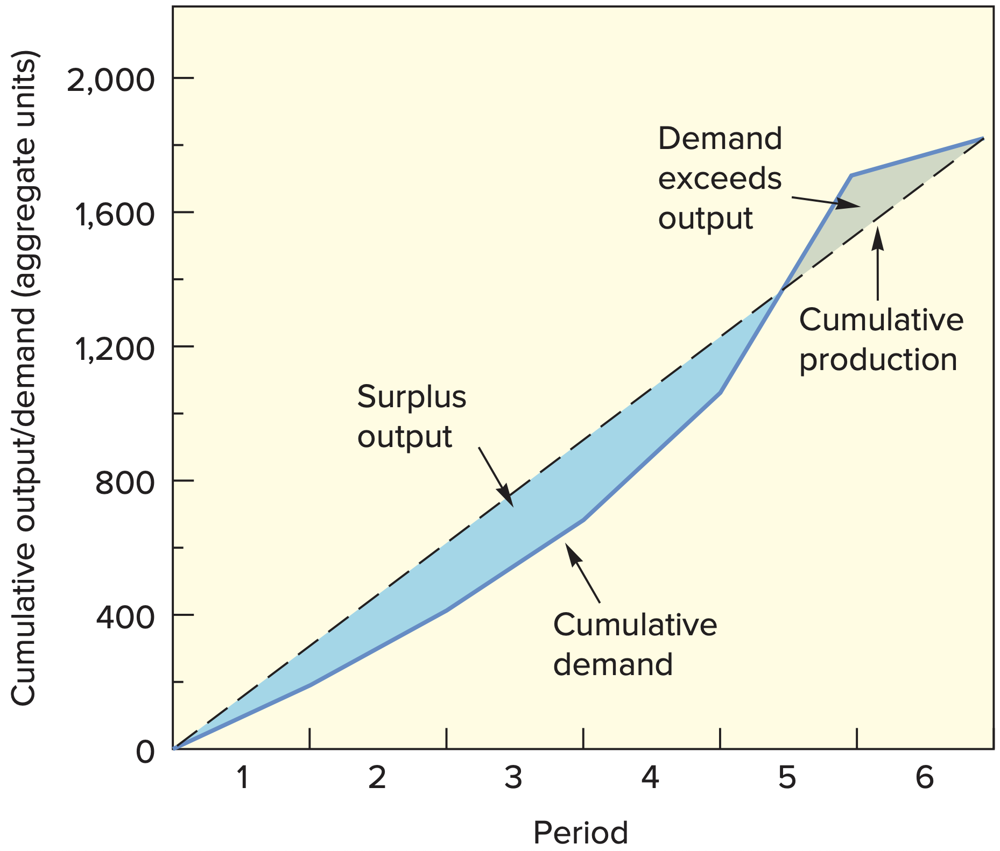 Cumulative output/demand (aggregate units)
2,000
1,600
1,200
800
400
0
Demand
exceeds
output
Cumulative
production
Surplus
output
Cumulative
demand
1 2 3 4 5 6
Period